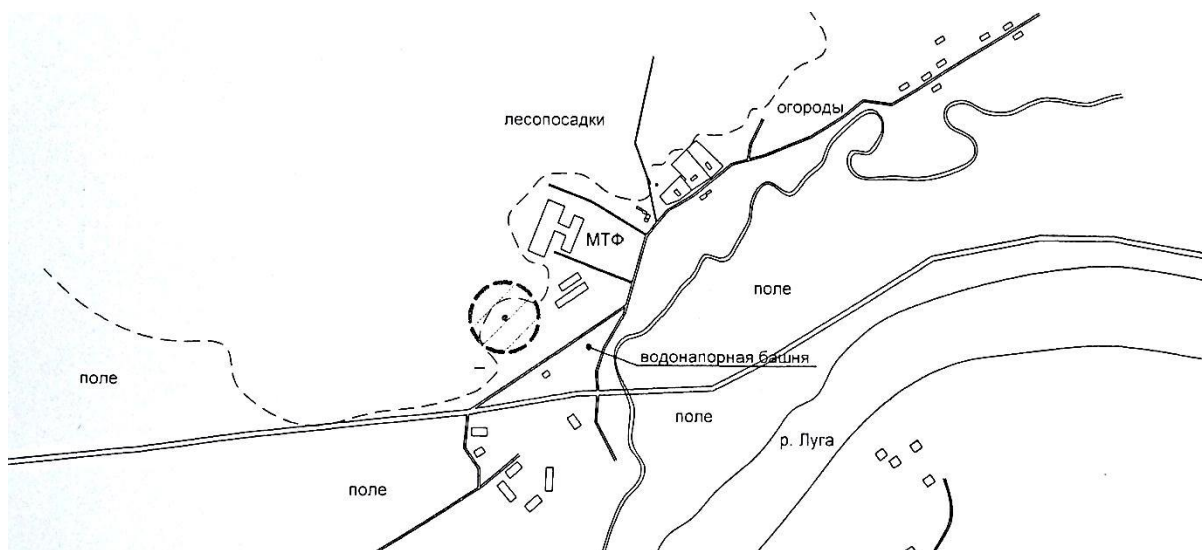 огороды
лесопосадки
МТФ
поле
водонапорная башня
поле
поле
р. Луга
поле